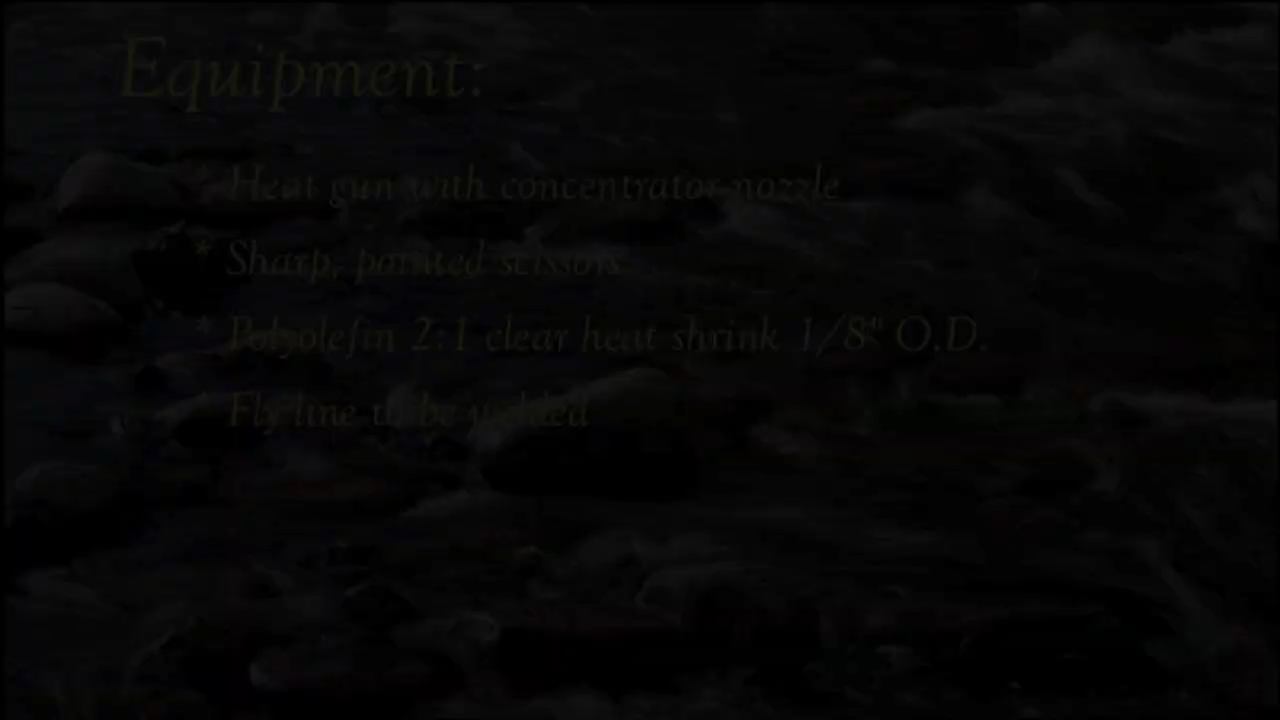 Equipment:
* Heat gun with concentrator nozzle
* Sharp, pointed scissors
* Polyolefin 2:1 clear heat shrink 1/8" O.D.
* Fly line to be welded